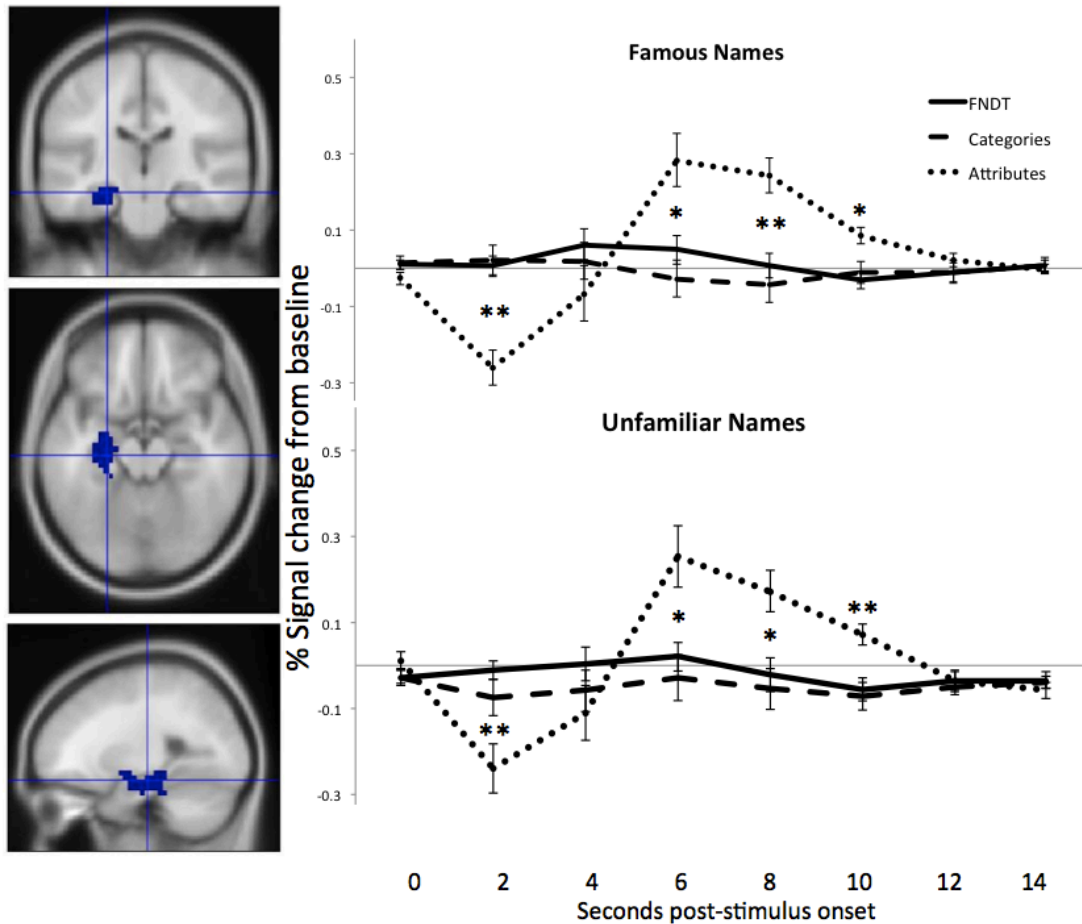 Famous Names
0.5
FNDT
Categories
0.3
Attributes
*
**
*
0.1
-0.1
**
-0.3
% Signal change from baseline
Unfamiliar Names
0.5
0.3
**
*
*
0.1
-0.1
**
-0.3
0 2 4 6 8 10 12 14
Seconds post-stimulus onset